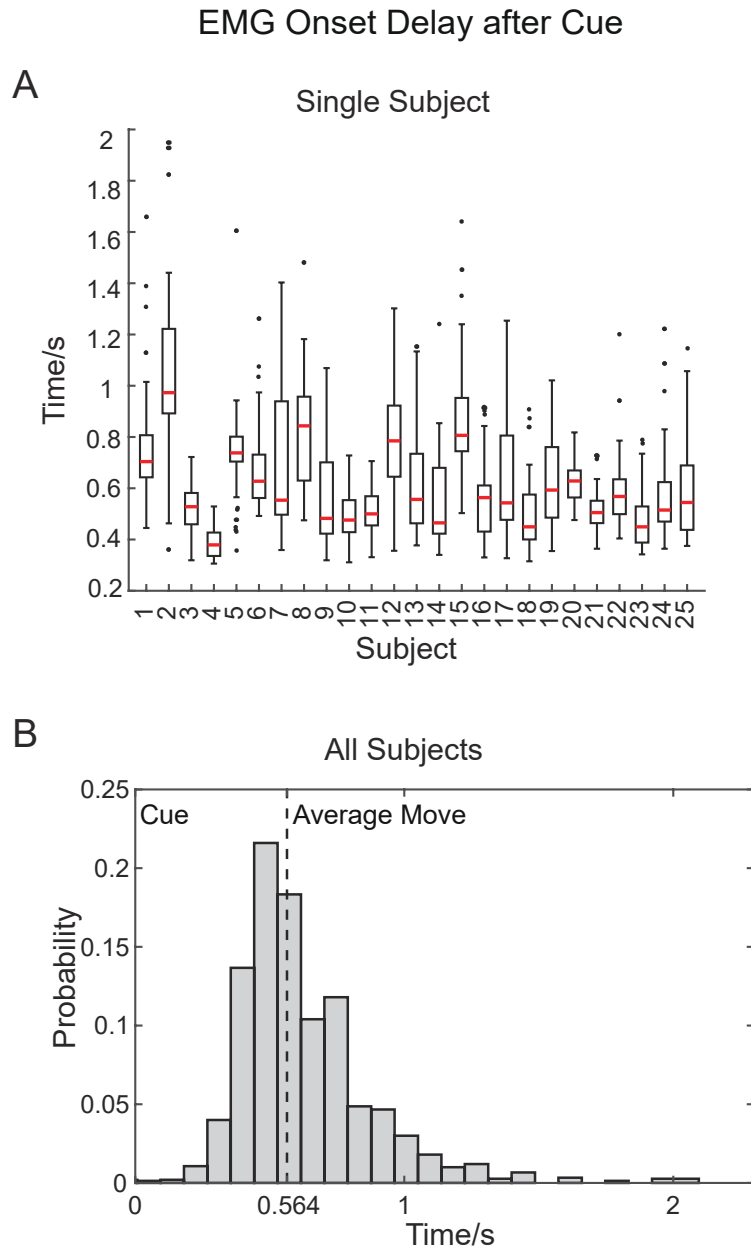 EMG Onset Delay after Cue
A
Single Subject
2
1.8
1.6
1.4
1.2
1
0.8
0.6
0.4
0.2
Time/s
1 2 3 4 5 6 7 8 9 10 11 12 13 14 15 16 17 18 19 20 21 22 23 24 25
Subject
B
All Subjects
0.25
0.2
0.15
0.1
0.05
0
Probability
Cue
Average Move
0 0.564 1 2
Time/s